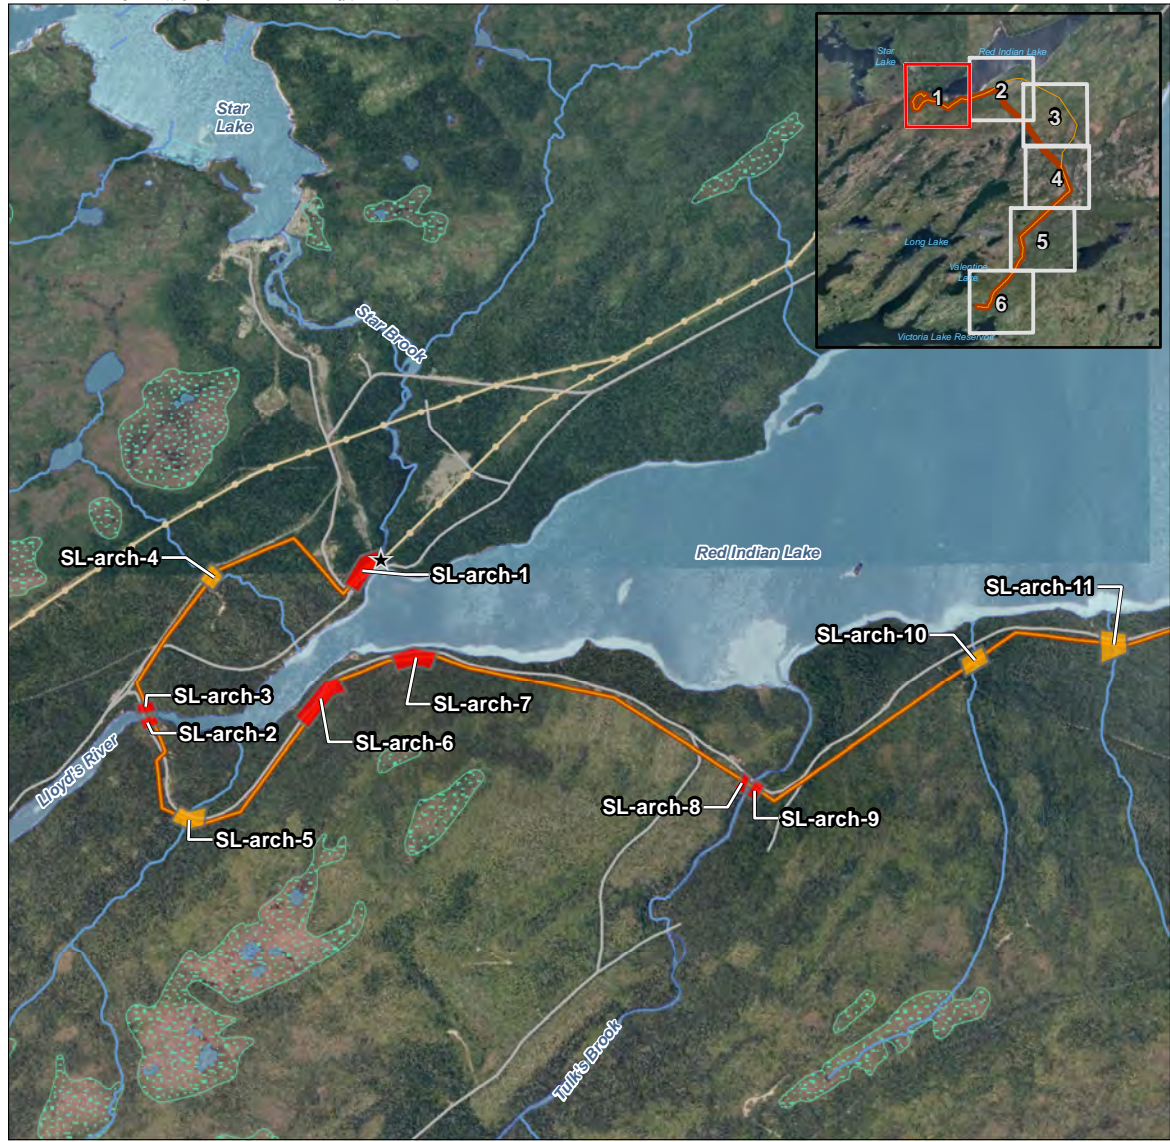 Star
Lake
Red Indian Lake
1
2
3
4
Long Lake
5
Valentine
Lake
6
Victoria Lake Reservoir
Star
Lake
Star Brook
SL-arch-4
SL-arch-1
Red Indian Lake
SL-arch-11
SL-arch-10
SL-arch-3
SL-arch-2
SL-arch-7
SL-arch-6
Lloyd's River
SL-arch-8
SL-arch-9
SL-arch-5
Tulk's Brook